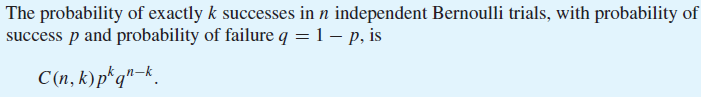 The probability of exactly k successes in n independent Bernoulli trials, with probability of
success p and probability of failure q = 1 − p, is
C(n, k)pᵏqⁿ⁻ᵏ.